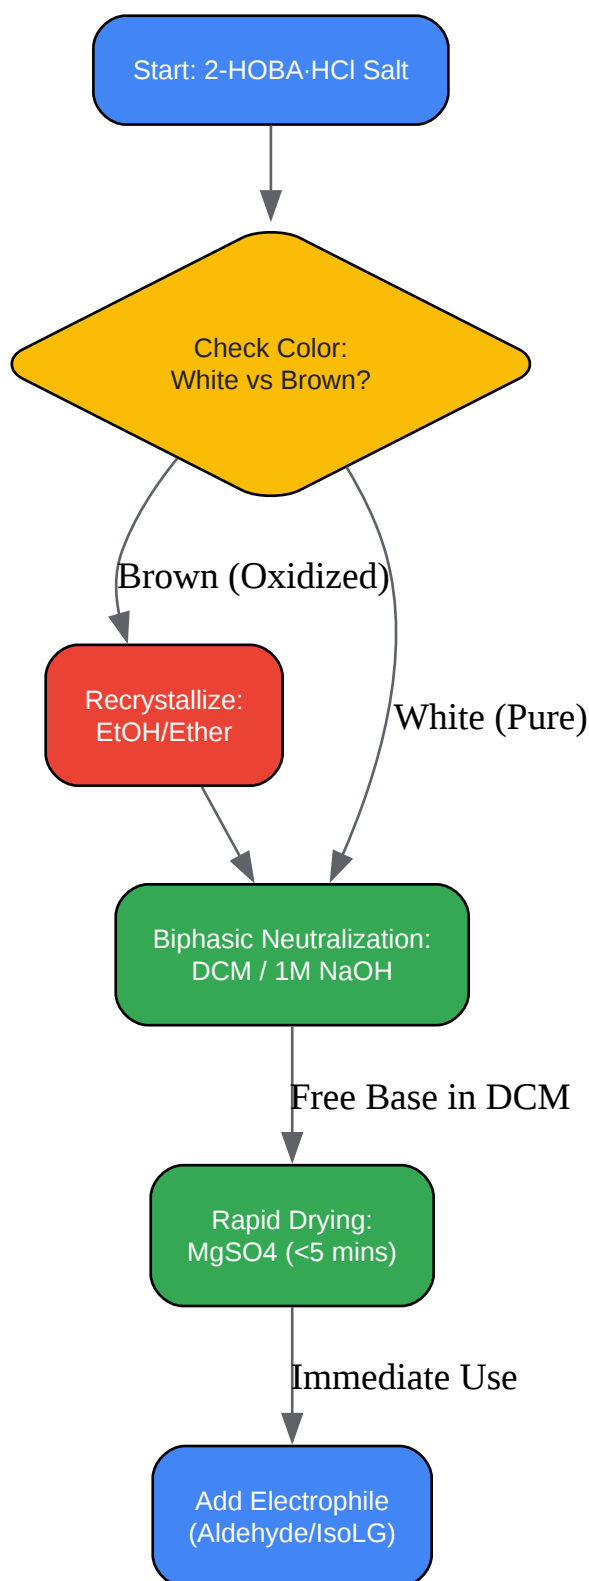 Start: 2-HOBA·HCl Salt
Check Color:
White vs Brown?
Brown (Oxidized)
Recrystallize:
EtOH/Ether
White (Pure)
Biphasic Neutralization:
DCM / 1M NaOH
Free Base in DCM
Rapid Drying:
MgSO4 (<5 mins)
Immediate Use
Add Electrophile
(Aldehyde/IsoLG)